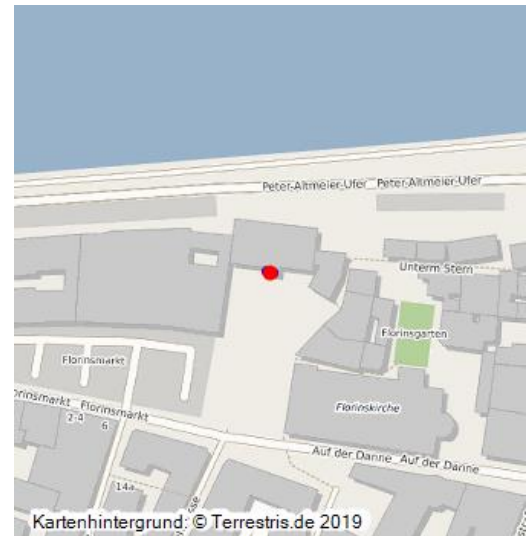 Peter-Altmeier-Ufer Peter-Altmeier-Ufer
Unterm Stern
Florinsgarten
Florinsmarkt
Florinskirche
orinsmarkt Florinsmarkt
2-4
6
Auf der Danne Auf der Danne
14a
Kartenhintergrund: © Terrestris.de 2019